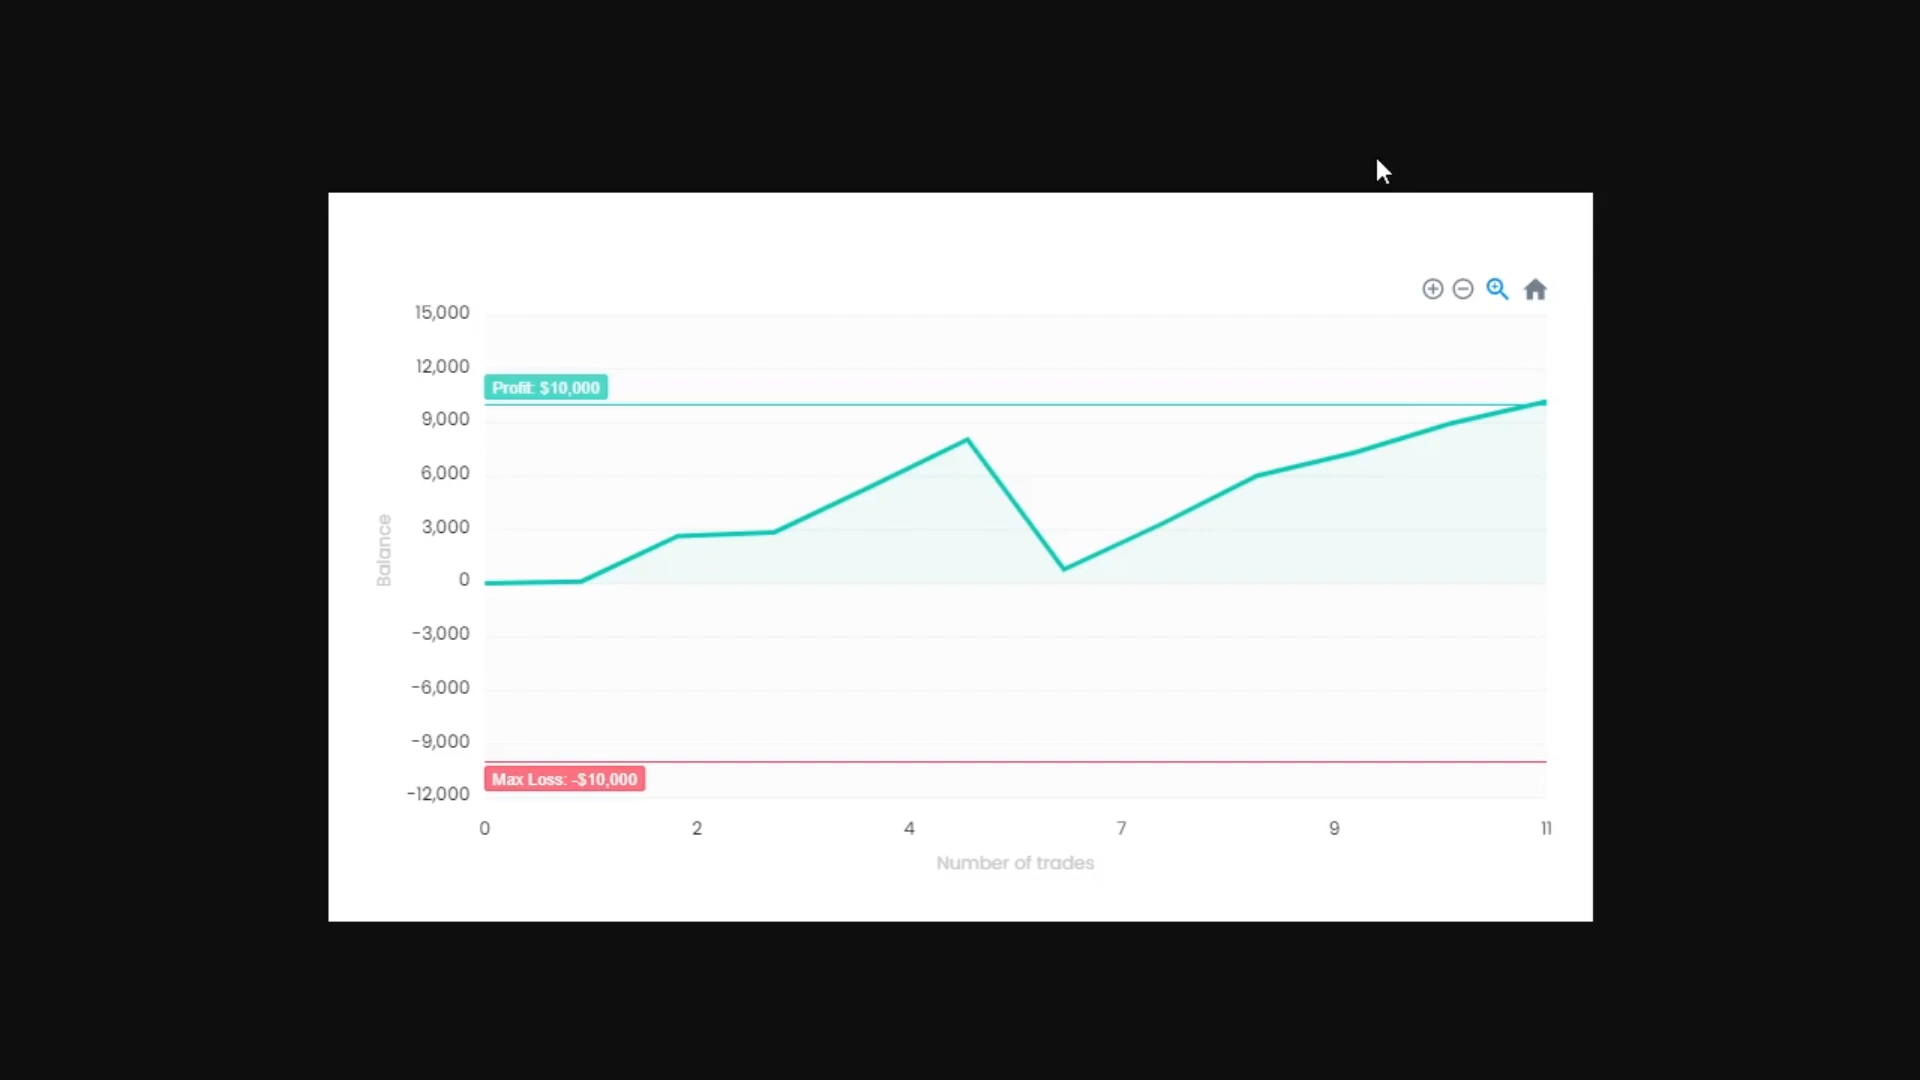 15,000
12,000
Profit: $10,000
9,000
6,000
3,000
0
-3,000
-6,000
-9,000
Max Loss: -$10,000
-12,000
Balance
0 2 4 7 9 11
Number of trades